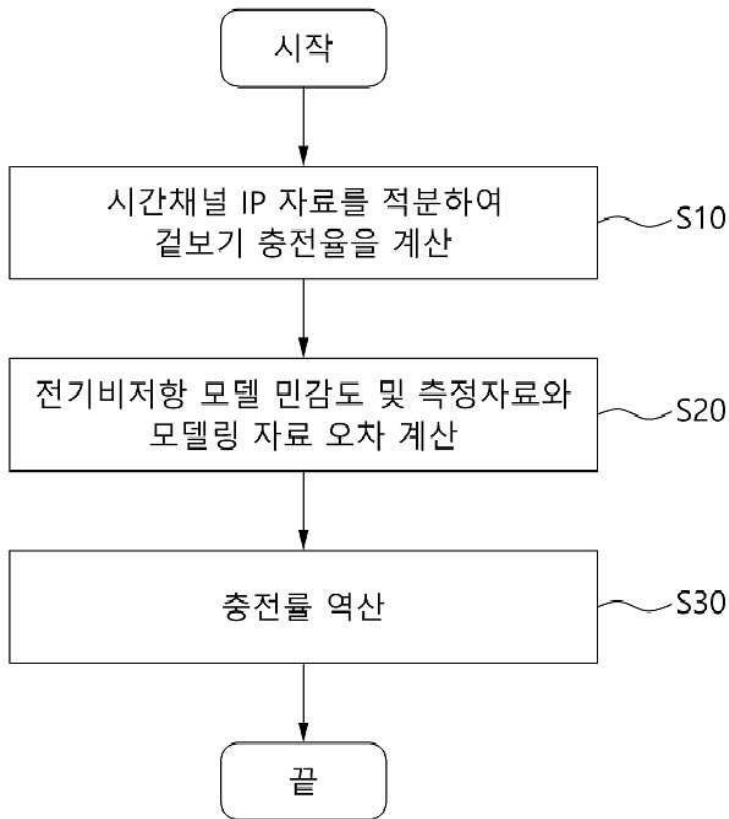 시작
시간채널 IP 자료를 적분하여
겉보기 충전율을 계산
S10
전기비저항 모델 민감도 및 측정자료와
모델링 자료 오차 계산
S20
충전률 역산
S30
끝